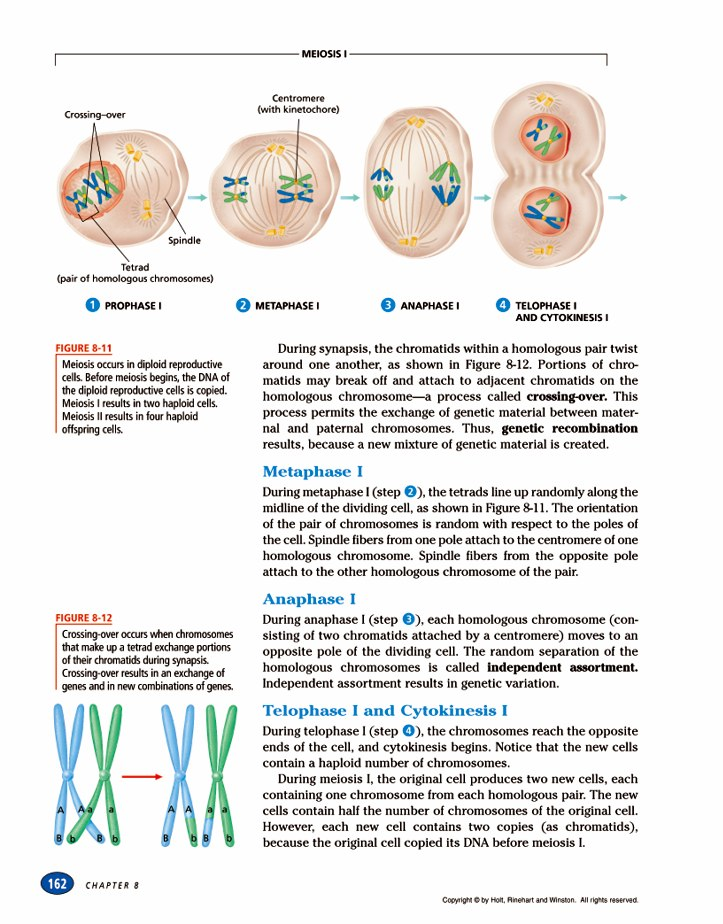 MEIOSIS I
Crossing–over
Centromere
(with kinetochore)
Spindle
Tetrad
(pair of homologous chromosomes)
1 PROPHASE I
2 METAPHASE I
3 ANAPHASE I
4 TELOPHASE I
AND CYTOKINESIS I
FIGURE 8-11
Meiosis occurs in diploid reproductive
cells. Before meiosis begins, the DNA of
the diploid reproductive cells is copied.
Meiosis I results in two haploid cells.
Meiosis II results in four haploid
offspring cells.
During synapsis, the chromatids within a homologous pair twist
around one another, as shown in Figure 8-12. Portions of chro-
matids may break off and attach to adjacent chromatids on the
homologous chromosome—a process called crossing-over. This
process permits the exchange of genetic material between mater-
nal and paternal chromosomes. Thus, genetic recombination
results, because a new mixture of genetic material is created.
Metaphase I
During metaphase I (step 2), the tetrads line up randomly along the
midline of the dividing cell, as shown in Figure 8-11. The orientation
of the pair of chromosomes is random with respect to the poles of
the cell. Spindle fibers from one pole attach to the centromere of one
homologous chromosome. Spindle fibers from the opposite pole
attach to the other homologous chromosome of the pair.
Anaphase I
During anaphase I (step 3), each homologous chromosome (con-
sisting of two chromatids attached by a centromere) moves to an
opposite pole of the dividing cell. The random separation of the
homologous chromosomes is called independent assortment.
Independent assortment results in genetic variation.
FIGURE 8-12
Crossing-over occurs when chromosomes
that make up a tetrad exchange portions
of their chromatids during synapsis.
Crossing-over results in an exchange of
genes and in new combinations of genes.
A A a a A A a a
B b B b B b B b
Telophase I and Cytokinesis I
During telophase I (step 4), the chromosomes reach the opposite
ends of the cell, and cytokinesis begins. Notice that the new cells
contain a haploid number of chromosomes.
During meiosis I, the original cell produces two new cells, each
containing one chromosome from each homologous pair. The new
cells contain half the number of chromosomes of the original cell.
However, each new cell contains two copies (as chromatids),
because the original cell copied its DNA before meiosis I.
162 CHAPTER 8
Copyright © by Holt, Rinehart and Winston. All rights reserved.